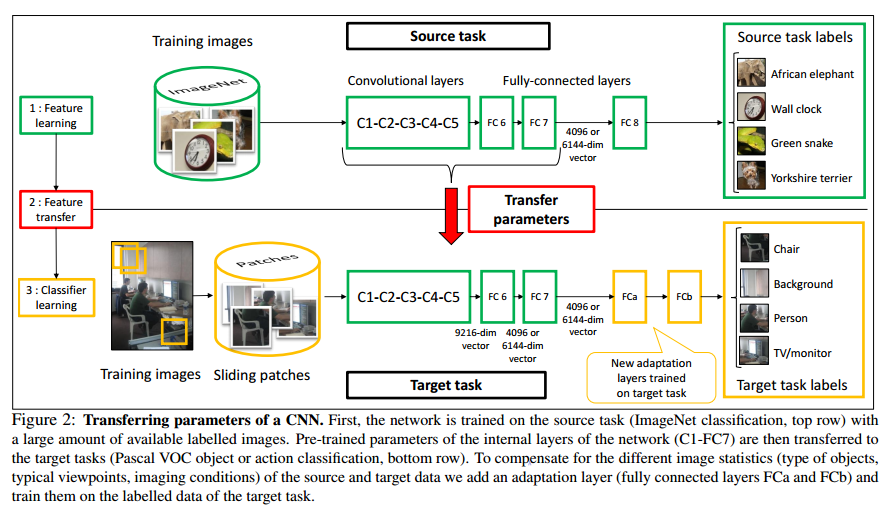 Training images
Source task
Source task labels
ImageNet
Convolutional layers
Fully-connected layers
African elephant
1 : Feature
learning
C1-C2-C3-C4-C5
FC 6
FC 7
4096 or
6144-dim
vector
FC 8
Wall clock
Green snake
Yorkshire terrier
2 : Feature
transfer
Transfer
parameters
3 : Classifier
learning
Patches
C1-C2-C3-C4-C5
FC 6
FC 7
4096 or
6144-dim
vector
FCa
FCb
9216-dim
vector
4096 or
6144-dim
vector
Chair
Background
Person
TV/monitor
New adaptation
layers trained
on target task
Training images
Sliding patches
Target task
Target task labels
Figure 2: Transferring parameters of a CNN. First, the network is trained on the source task (ImageNet classification, top row) with
a large amount of available labelled images. Pre-trained parameters of the internal layers of the network (C1-FC7) are then transferred to
the target tasks (Pascal VOC object or action classification, bottom row). To compensate for the different image statistics (type of objects,
typical viewpoints, imaging conditions) of the source and target data we add an adaptation layer (fully connected layers FCa and FCb) and
train them on the labelled data of the target task.